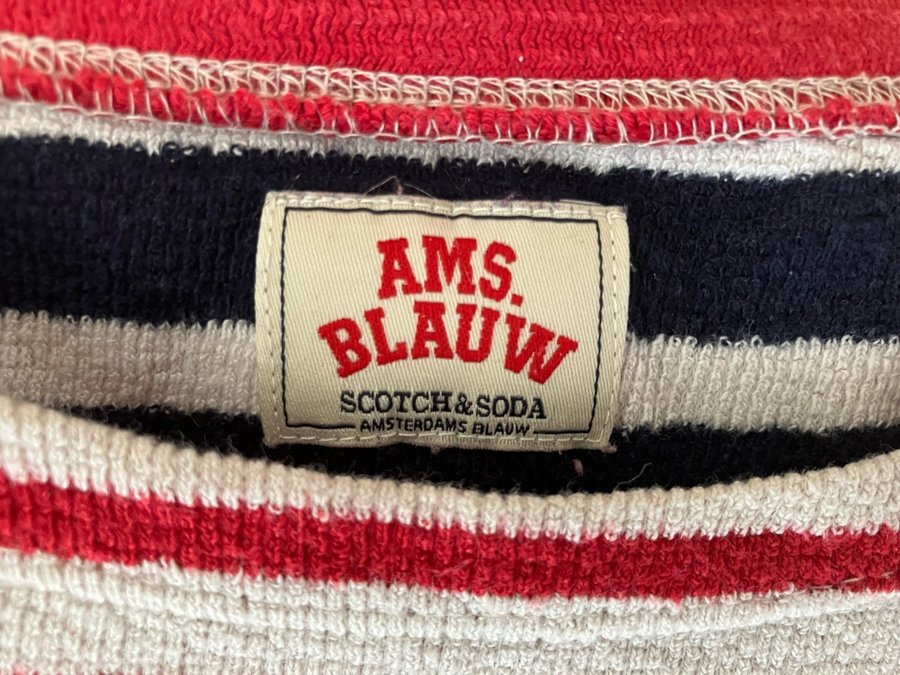 AMS.
BLAUW
SCOTCH & SODA
AMSTERDAMS BLAUW